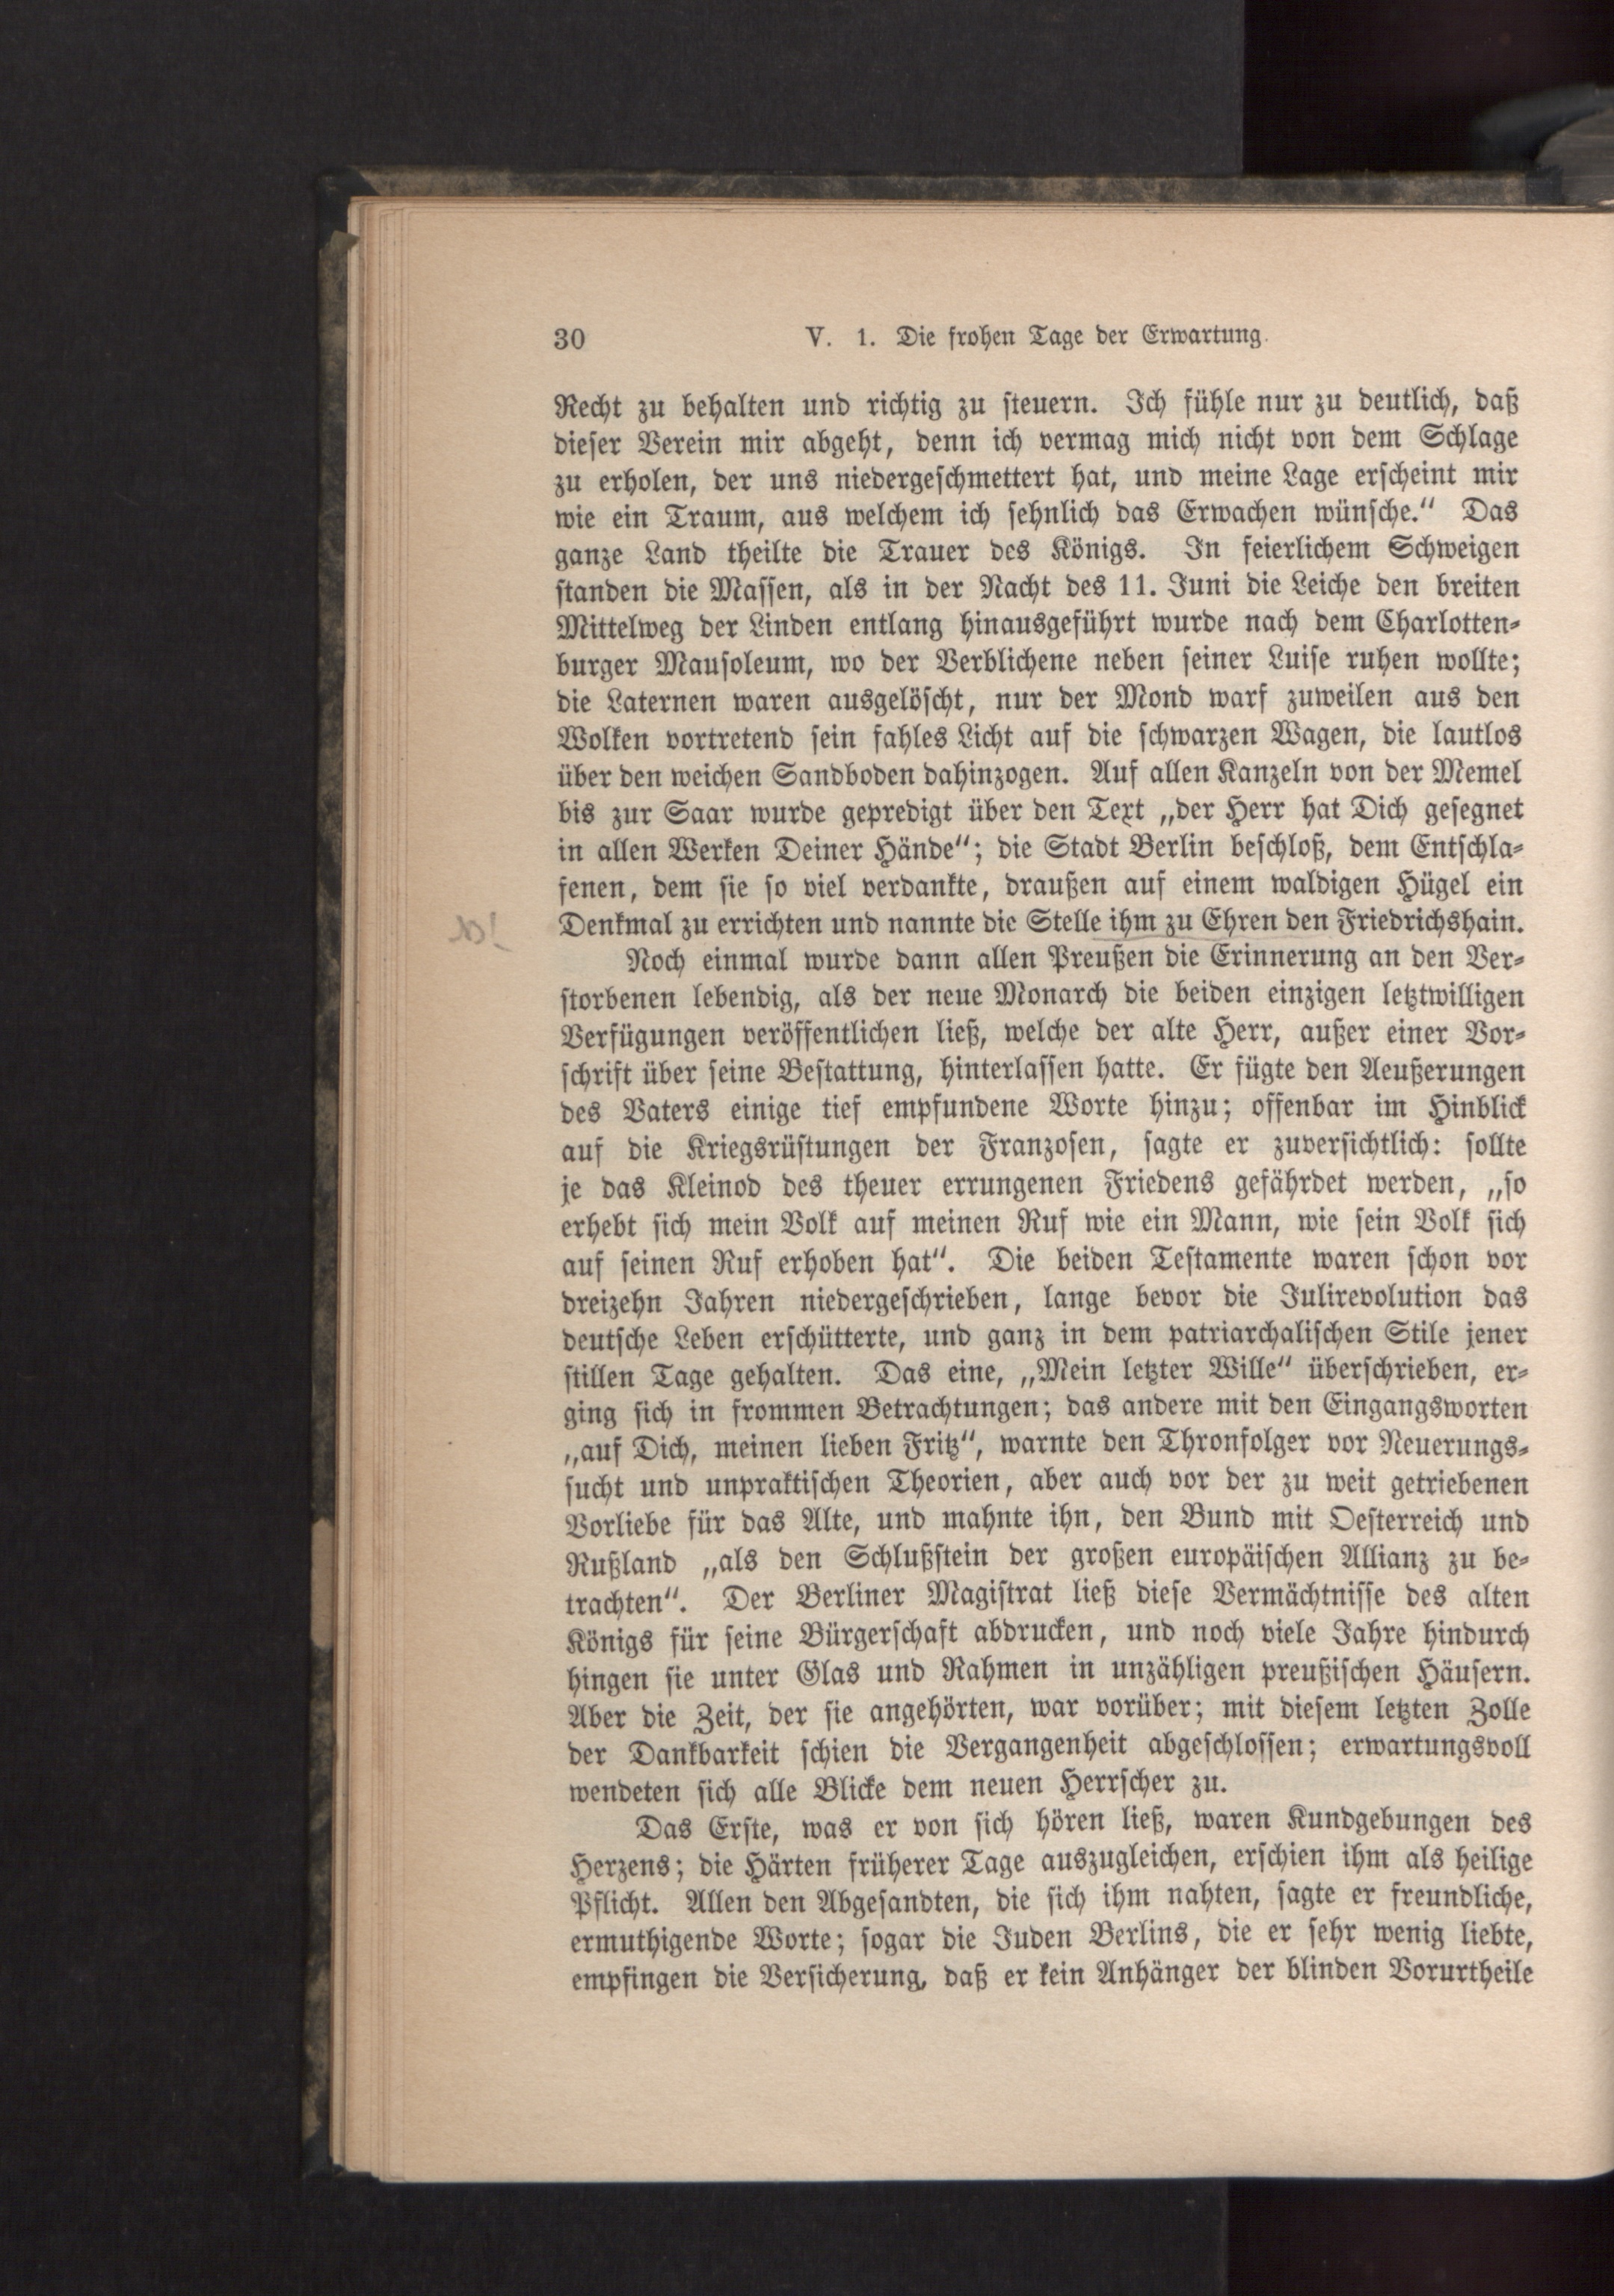 30 V. 1. Die frohen Tage der Erwartung.
Recht zu behalten und richtig zu steuern. Ich fühle nur zu deutlich, daß
dieser Verein mir abgeht, denn ich vermag mich nicht von dem Schlage
zu erholen, der uns niedergeschmettert hat, und meine Lage erscheint mir
wie ein Traum, aus welchem ich sehnlich das Erwachen wünsche.“ Das
ganze Land theilte die Trauer des Königs. In feierlichem Schweigen
standen die Massen, als in der Nacht des 11. Juni die Leiche den breiten
Mittelweg der Linden entlang hinausgeführt wurde nach dem Charlotten-
burger Mausoleum, wo der Verblichene neben seiner Luise ruhen wollte;
die Laternen waren ausgelöscht, nur der Mond warf zuweilen aus den
Wolken vortretend sein fahles Licht auf die schwarzen Wagen, die lautlos
über den weichen Sandboden dahinzogen. Auf allen Kanzeln von der Memel
bis zur Saar wurde gepredigt über den Text „der Herr hat Dich gesegnet
in allen Werken Deiner Hände“; die Stadt Berlin beschloß, dem Entschla-
fenen, dem sie so viel verdankte, draußen auf einem waldigen Hügel ein
Denkmal zu errichten und nannte die Stelle ihm zu Ehren den Friedrichshain.
Noch einmal wurde dann allen Preußen die Erinnerung an den Ver-
storbenen lebendig, als der neue Monarch die beiden einzigen letztwilligen
Verfügungen veröffentlichen ließ, welche der alte Herr, außer einer Vor-
schrift über seine Bestattung, hinterlassen hatte. Er fügte den Aeußerungen
des Vaters einige tief empfundene Worte hinzu; offenbar im Hinblick
auf die Kriegsrüstungen der Franzosen, sagte er zuversichtlich: sollte
je das Kleinod des theuer errungenen Friedens gefährdet werden, „so
erhebt sich mein Volk auf meinen Ruf wie ein Mann, wie sein Volk sich
auf seinen Ruf erhoben hat“. Die beiden Testamente waren schon vor
dreizehn Jahren niedergeschrieben, lange bevor die Julirevolution das
deutsche Leben erschütterte, und ganz in dem patriarchalischen Stile jener
stillen Tage gehalten. Das eine, „Mein letzter Wille“ überschrieben, er-
ging sich in frommen Betrachtungen; das andere mit den Eingangsworten
„auf Dich, meinen lieben Fritz“, warnte den Thronfolger vor Neuerungs-
sucht und unpraktischen Theorien, aber auch vor der zu weit getriebenen
Vorliebe für das Alte, und mahnte ihn, den Bund mit Oesterreich und
Rußland „als den Schlußstein der großen europäischen Allianz zu be-
trachten“. Der Berliner Magistrat ließ diese Vermächtnisse des alten
Königs für seine Bürgerschaft abdrucken, und noch viele Jahre hindurch
hingen sie unter Glas und Rahmen in unzähligen preußischen Häusern.
Aber die Zeit, der sie angehörten, war vorüber; mit diesem letzten Zolle
der Dankbarkeit schien die Vergangenheit abgeschlossen; erwartungsvoll
wendeten sich alle Blicke dem neuen Herrscher zu.
Das Erste, was er von sich hören ließ, waren Kundgebungen des
Herzens; die Härten früherer Tage auszugleichen, erschien ihm als heilige
Pflicht. Allen den Abgesandten, die sich ihm nahten, sagte er freundliche,
ermuthigende Worte; sogar die Juden Berlins, die er sehr wenig liebte,
empfingen die Versicherung, daß er kein Anhänger der blinden Vorurtheile